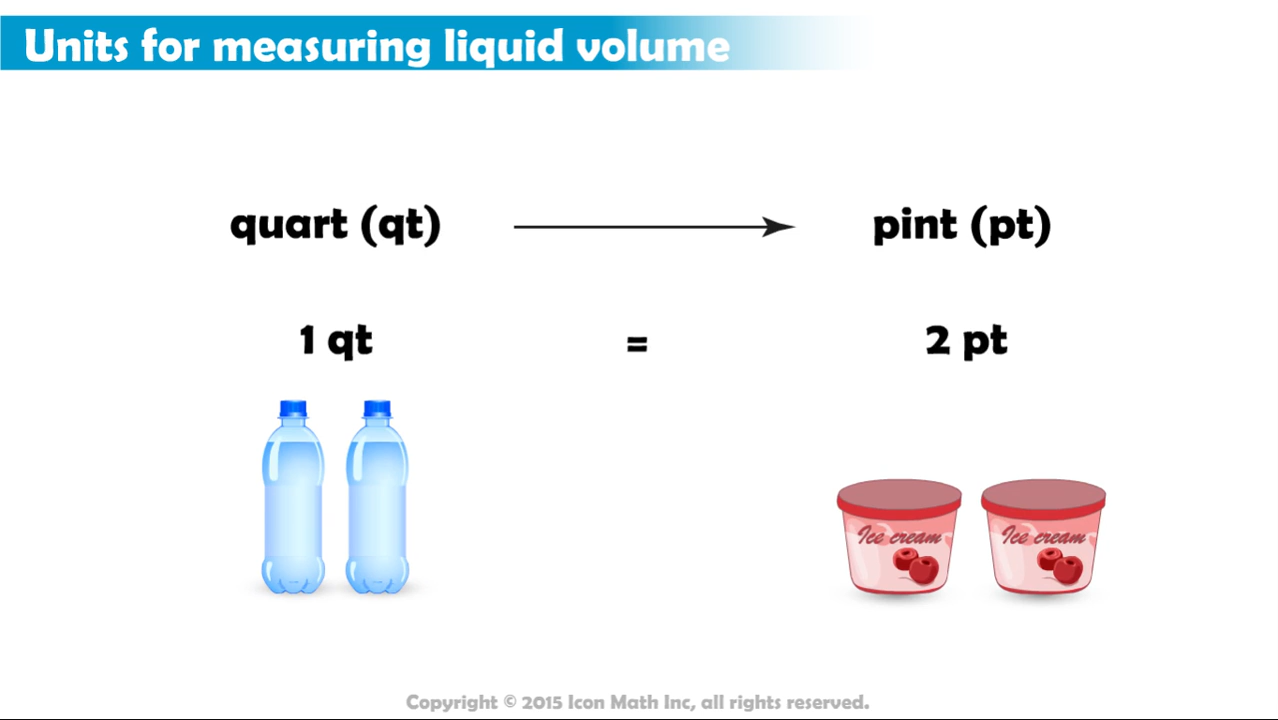 Units for measuring liquid volume
quart (qt)
pint (pt)
1 qt
=
2 pt
Ice cream
Ice cream
Copyright © 2015 Icon Math Inc, all rights reserved.